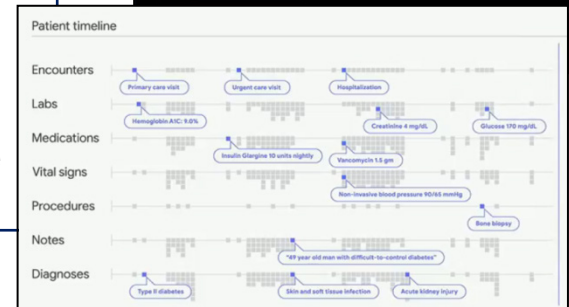 Patient timeline
Encounters
Primary care visit
Urgent care visit
Hospitalization
Labs
Hemoglobin A1C: 9.0%
Creatinine 4 mg/dL
Glucose 170 mg/dL
Medications
Insulin Glargine 10 units nightly
Vancomycin 1.5 gm
Vital signs
Non-invasive blood pressure 90/65 mmHg
Procedures
Bone biopsy
Notes
"49 year old man with difficult-to-control diabetes"
Diagnoses
Type II diabetes
Skin and soft tissue infection
Acute kidney injury